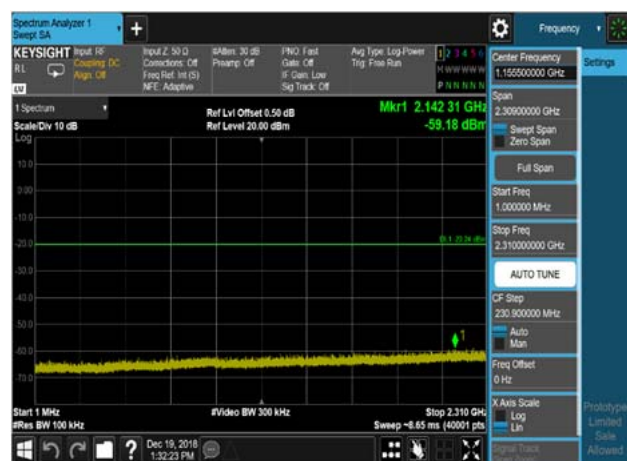 Spectrum Analyzer 1
Swept SA
+
Frequency
KEYSIGHT
Input: RF
Coupling: DC
Align: Off
RL
Input Z: 50 Ω
Corrections: Off
Freq Ref: Int (S)
NFE: Adaptive
#Atten: 30 dB
Preamp: Off
PNO: Fast
Gate: Off
IF Gain: Low
Sig Track: Off
Avg Type: Log-Power
Trig: Free Run
1 2 3 4 5 6
M W W W W W
P N N N N N
LV
1 Spectrum
Scale/Div 10 dB
Log
Ref Lvl Offset 0.50 dB
Ref Level 20.00 dBm
Mkr1 2.142 31 GHz
-59.18 dBm
10.0
0.00
-10.0
-20.0
-30.0
-40.0
-50.0
-60.0
-70.0
1
Start 1 MHz
#Res BW 100 kHz
#Video BW 300 kHz
Stop 2.310 GHz
Sweep ~8.65 ms (40001 pts
Dec 19, 2018
1:32:23 PM
?
Center Frequency
1.155500000 GHz
Span
2.30900000 GHz
Swept Span
Zero Span
Full Span
Start Freq
1.000000 MHz
Stop Freq
2.310000000 GHz
AUTO TUNE
CF Step
230.900000 MHz
Auto
Man
Freq Offset
0 Hz
X Axis Scale
Log
Lin
Signal Track
Settings
Prototype
Limited
Sale
Allowed